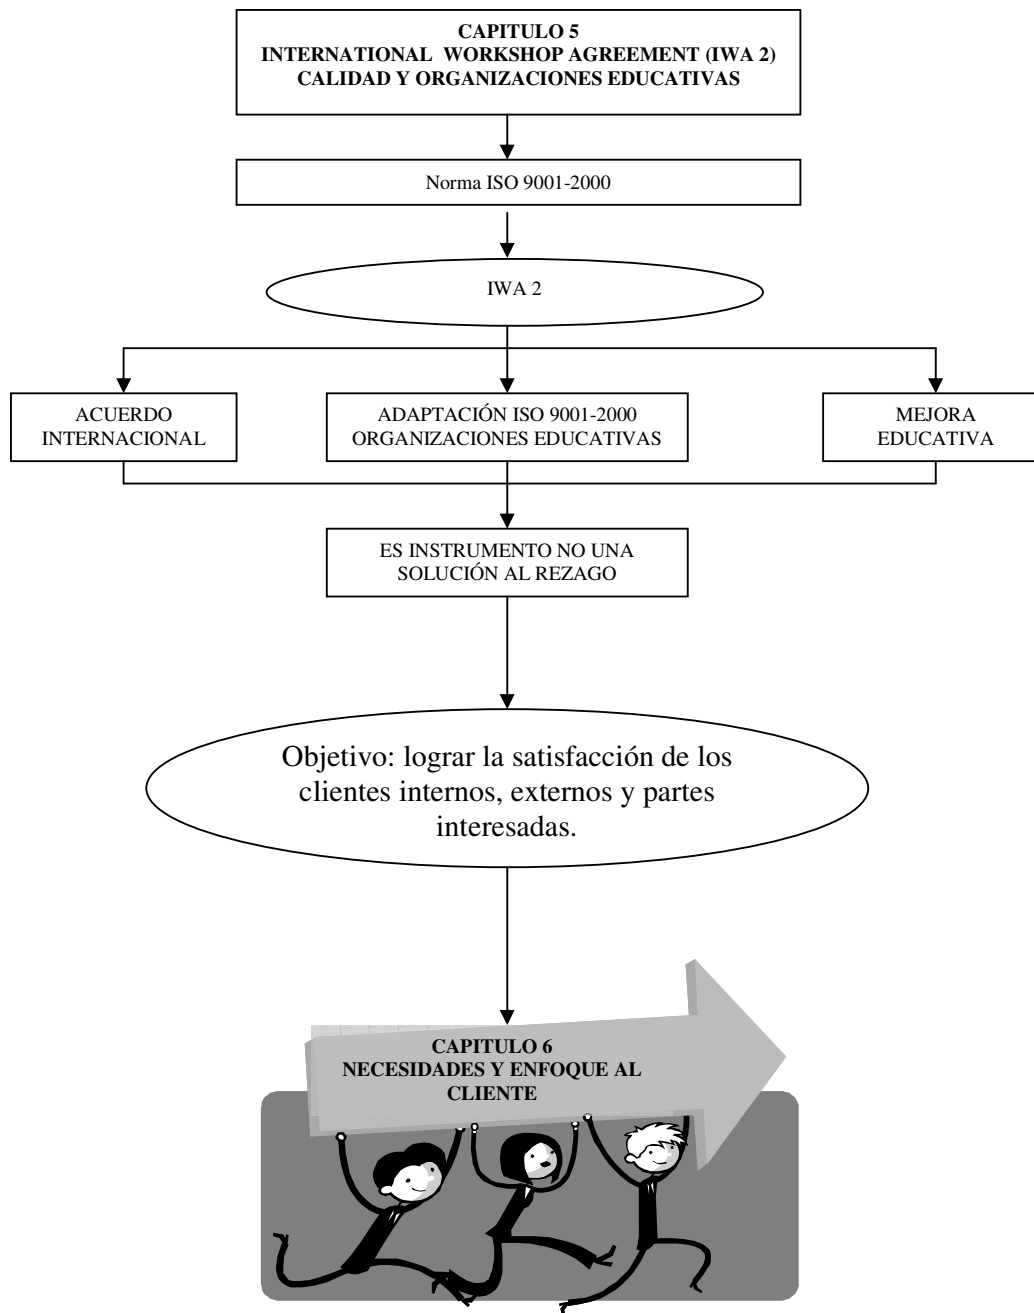 CAPITULO 5
INTERNATIONAL WORKSHOP AGREEMENT (IWA 2)
CALIDAD Y ORGANIZACIONES EDUCATIVAS
Norma ISO 9001-2000
IWA 2
ACUERDO
INTERNACIONAL
ADAPTACIÓN ISO 9001-2000
ORGANIZACIONES EDUCATIVAS
MEJORA
EDUCATIVA
ES INSTRUMENTO NO UNA
SOLUCIÓN AL REZAGO
Objetivo: lograr la satisfacción de los
clientes internos, externos y partes
interesadas.
CAPITULO 6
NECESIDADES Y ENFOQUE AL
CLIENTE